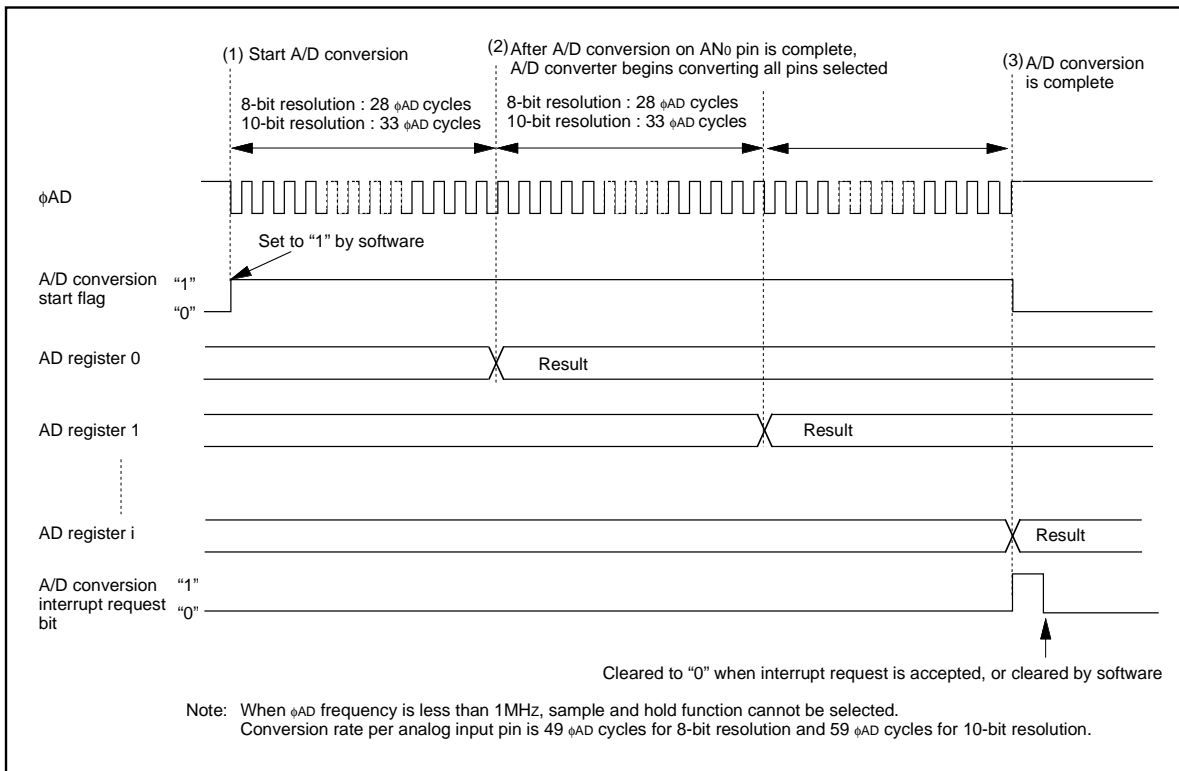 (1) Start A/D conversion
(2) After A/D conversion on AN0 pin is complete,
A/D converter begins converting all pins selected
(3) A/D conversion
is complete
8-bit resolution : 28 φAD cycles
10-bit resolution : 33 φAD cycles
8-bit resolution : 28 φAD cycles
10-bit resolution : 33 φAD cycles
φAD
Set to “1” by software
A/D conversion
start flag
“1”
“0”
AD register 0
Result
AD register 1
Result
AD register i
Result
A/D conversion
interrupt request
bit
“1”
“0”
Cleared to “0” when interrupt request is accepted, or cleared by software
Note: When φAD frequency is less than 1MHz, sample and hold function cannot be selected.
Conversion rate per analog input pin is 49 φAD cycles for 8-bit resolution and 59 φAD cycles for 10-bit resolution.